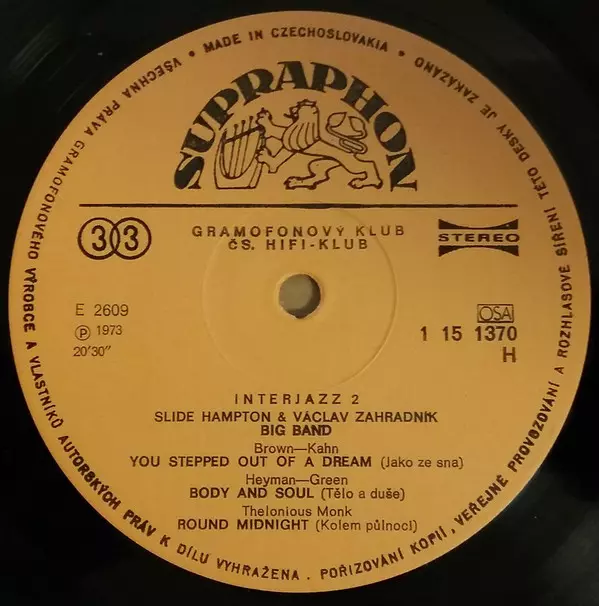 MADE IN CZECHOSLOVAKIA • VŠECHNA PRÁVA GRAMOFONOVÉHO VÝROBCE A VLASTNÍKŮ AUTORSKÝCH PRÁV K DÍLU VYHRAŽENA. POŘIZOVÁNÍ KOPIÍ, VEŘEJNÉ PROVOZOVÁNÍ A ROZHLASOVÉ ŠÍŘENÍ TÉTO DESKY JE ZAKÁZÁNO •
SUPRAPHON
33
GRAMOFONOVÝ KLUB
ČS. HIFI-KLUB
STEREO
E 2609
Ⓟ 1973
20'30"
OSA
1 15 1370
H
INTERJAZZ 2
SLIDE HAMPTON & VÁCLAV ZAHRADNÍK
BIG BAND
Brown—Kahn
YOU STEPPED OUT OF A DREAM (Jako ze sna)
Heyman—Green
BODY AND SOUL (Tělo a duše)
Thelonious Monk
ROUND MIDNIGHT (Kolem půlnoci)